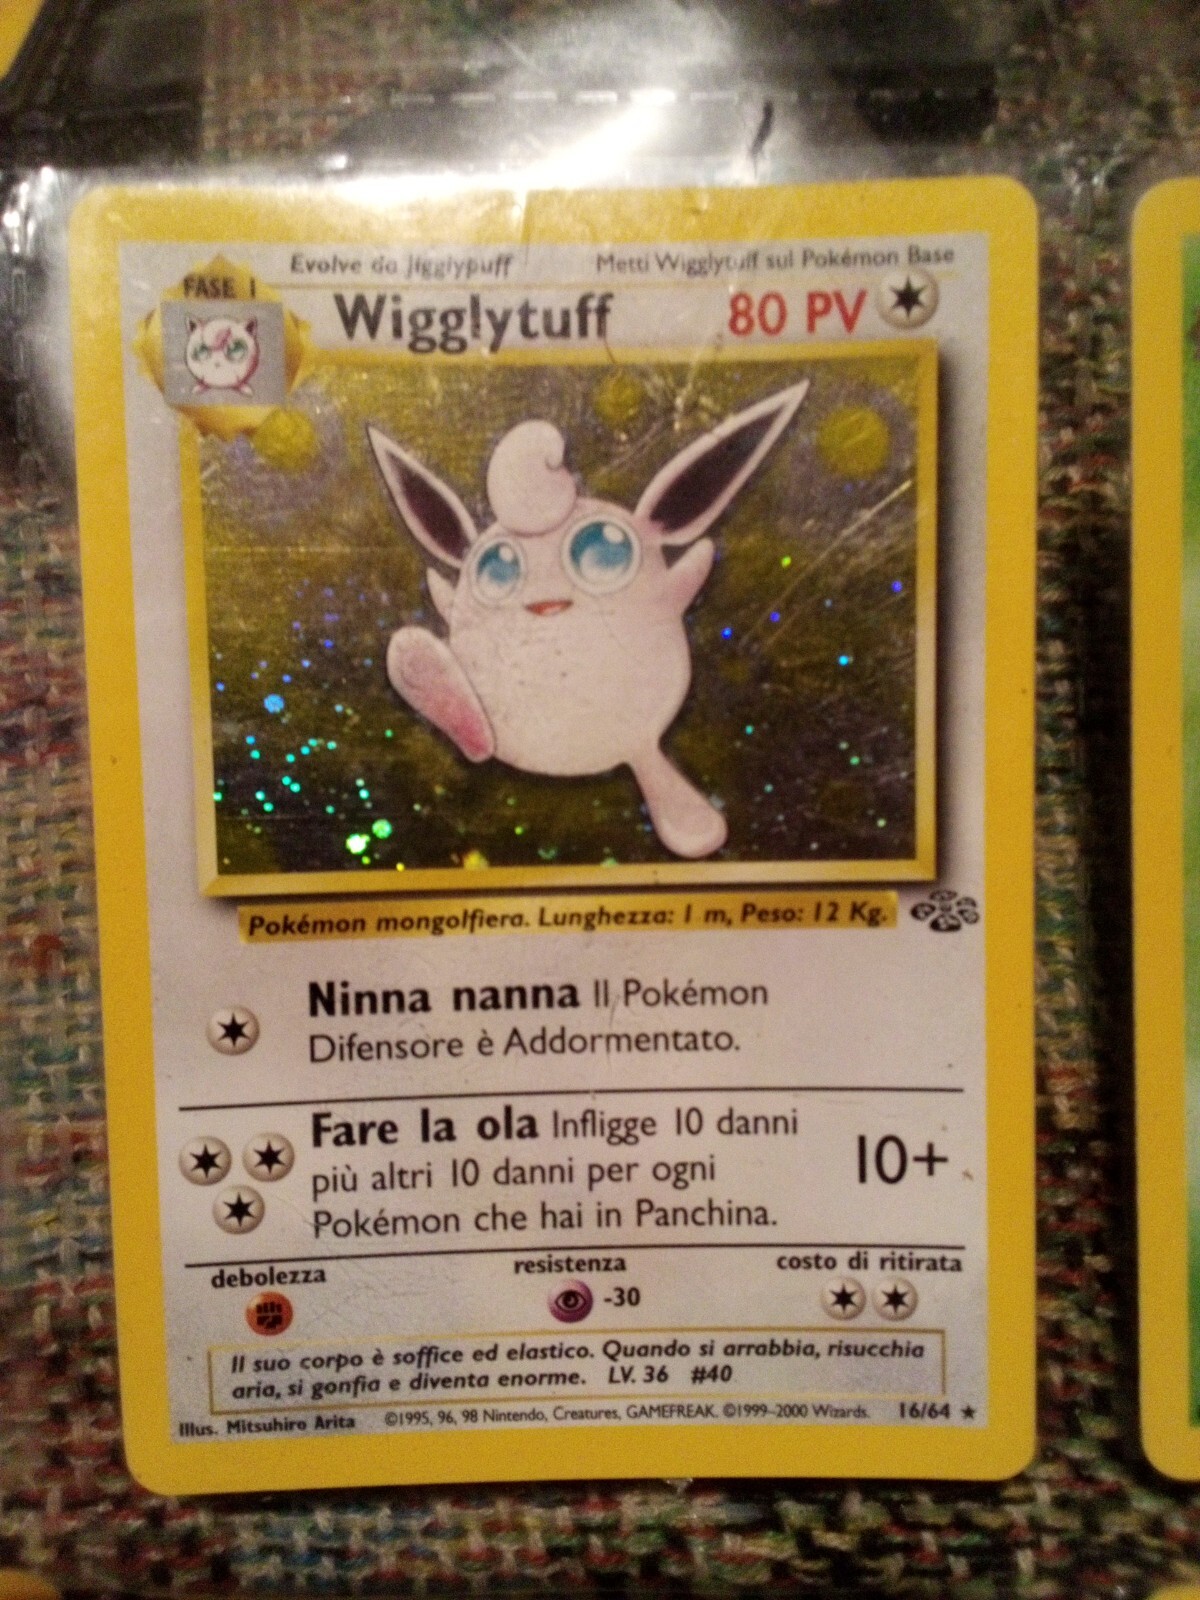 Evolve da Jigglypuff Metti Wigglytuff sul Pokémon Base
FASE 1
Wigglytuff 80 PV
Pokémon mongolfiera. Lunghezza: 1 m, Peso: 12 Kg.
Ninna nanna Il Pokémon
Difensore è Addormentato.
Fare la ola Infligge 10 danni
più altri 10 danni per ogni
Pokémon che hai in Panchina.
10+
debolezza resistenza costo di ritirata
-30
Il suo corpo è soffice ed elastico. Quando si arrabbia, risucchia
aria, si gonfia e diventa enorme. LV. 36 #40
Illus. Mitsuhiro Arita ©1995, 96, 98 Nintendo, Creatures, GAMEFREAK. ©1999-2000 Wizards. 16/64 ★